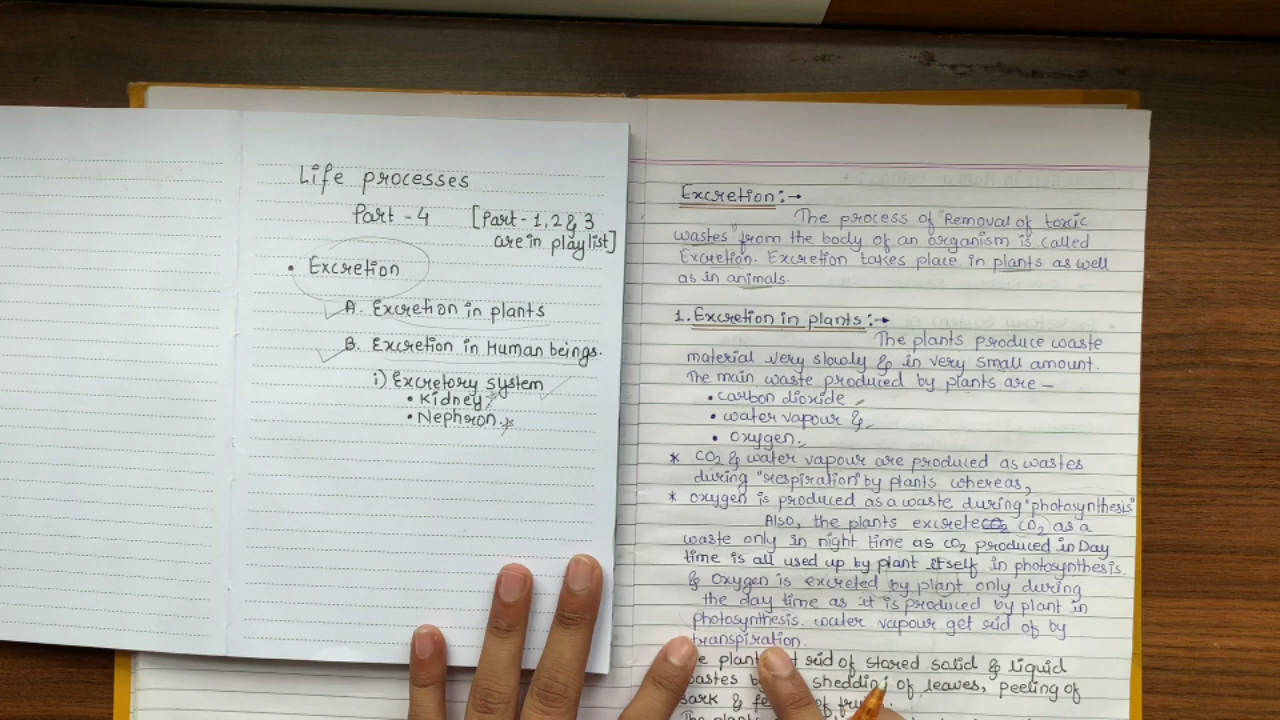 Life processes
Part - 4 [Part - 1, 2 & 3
are in playlist]
• Excretion
A. Excretion in plants
B. Excretion in Human beings.
i) Excretory system
• Kidney
• Nephron.
Excretion :→
The process of "Removal of toxic
wastes" from the body of an organism is called
Excretion. Excretion takes place in plants as well
as in animals.
1. Excretion in plants :→
The plants produce waste
material very slowly & in very small amount.
The main waste produced by plants are –
• carbon dioxide
• water vapour &
• Oxygen.
* CO2 & water vapour are produced as wastes
during "respiration" by plants whereas,
* oxygen is produced as a waste during "photosynthesis"
Also, the plants excrete CO2 as a
waste only in night time as CO2 produced in Day
time is all used up by plant itself in photosynthesis.
& Oxygen is excreted by plant only during
the day time as it is produced by plant in
photosynthesis. water vapour get rid of by
transpiration.
plant rid of stored solid & liquid
shedding of leaves, peeling of
& of
The